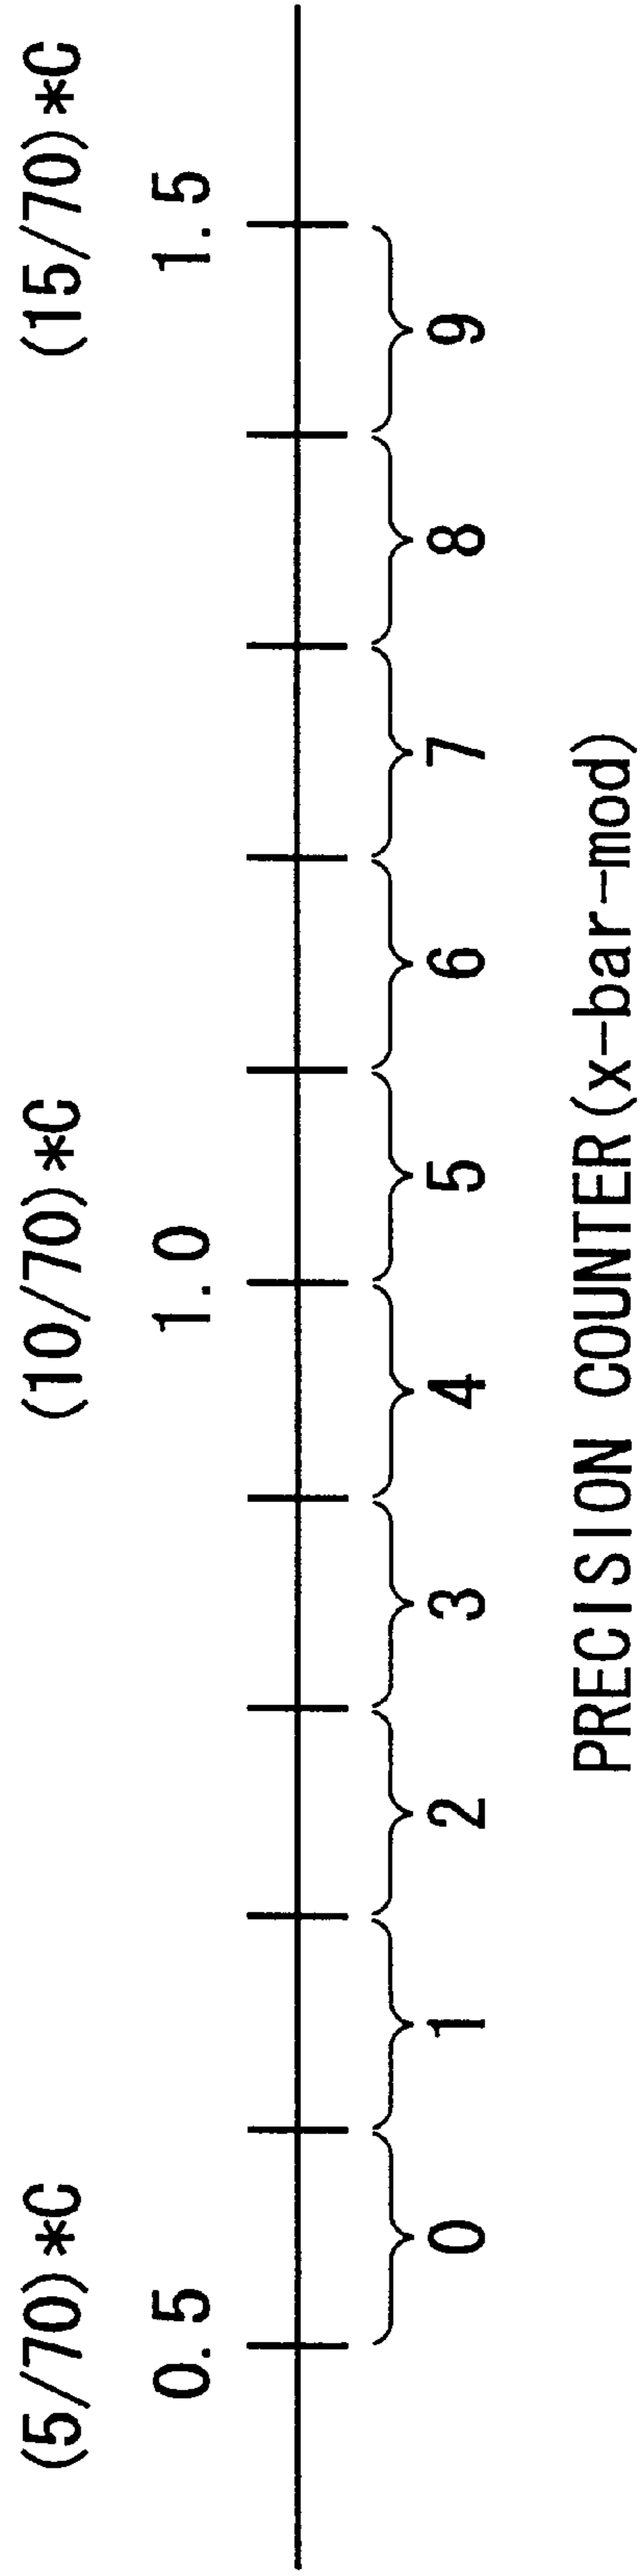 (5/70)*C (10/70)*C (15/70)*C
0.5 1.0 1.5
0 1 2 3 4 5 6 7 8 9
PRECISION COUNTER(x-bar-mod)